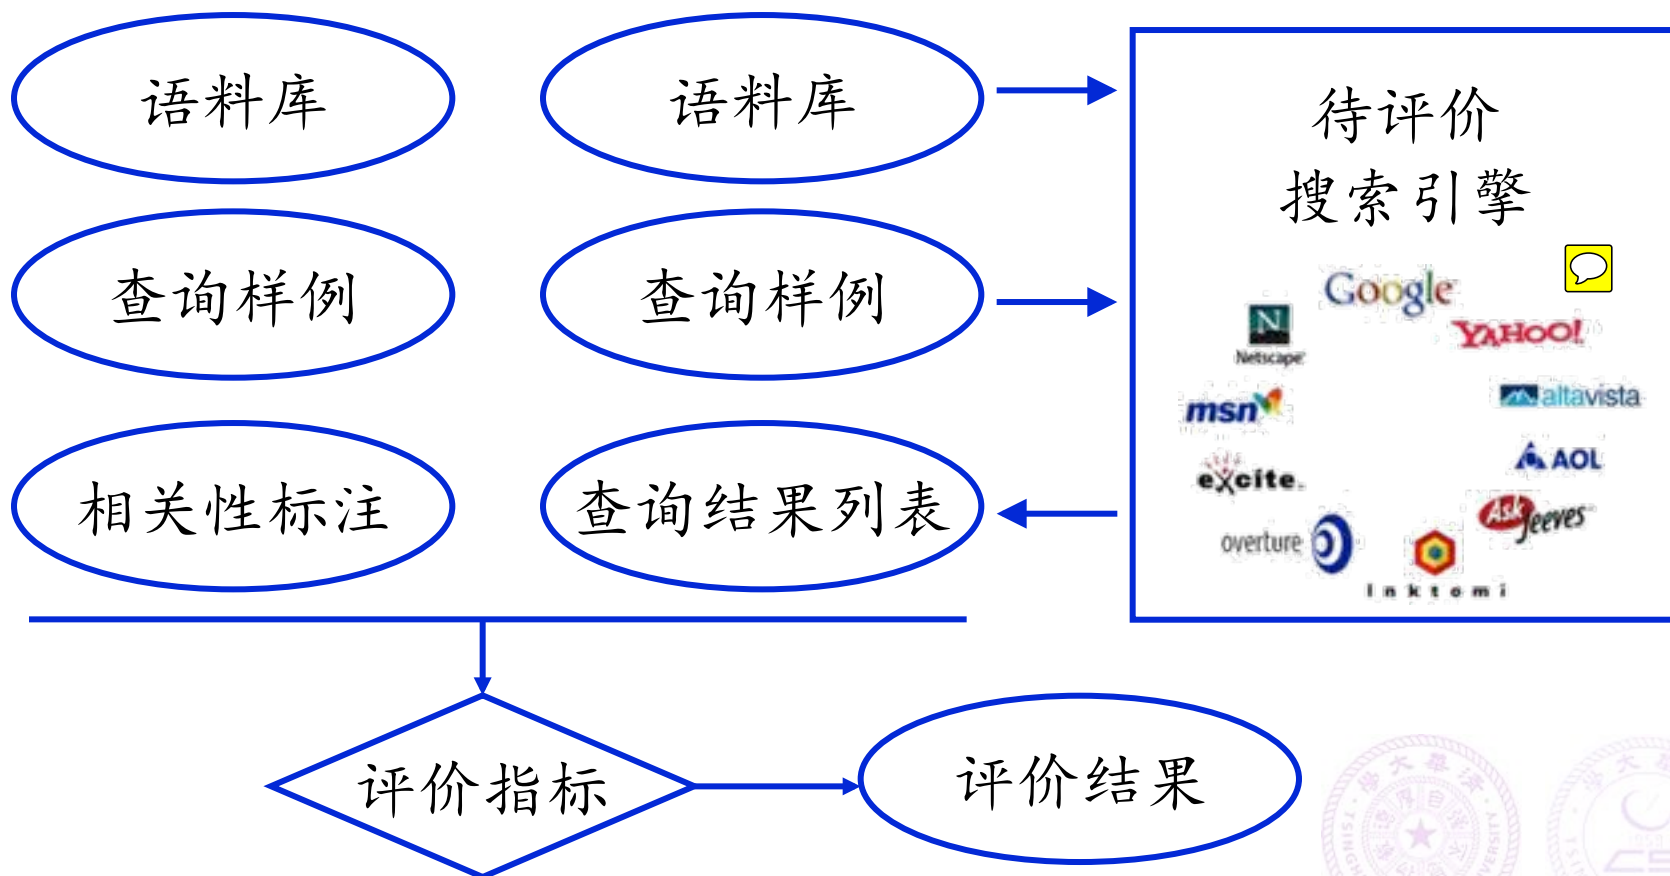 语料库
语料库
待评价
搜索引擎
查询样例
查询样例
Google
Netscape
YAHOO!
msn
altavista
excite.
AOL
相关性标注
查询结果列表
Ask Jeeves
overture
Inktomi
评价指标
评价结果